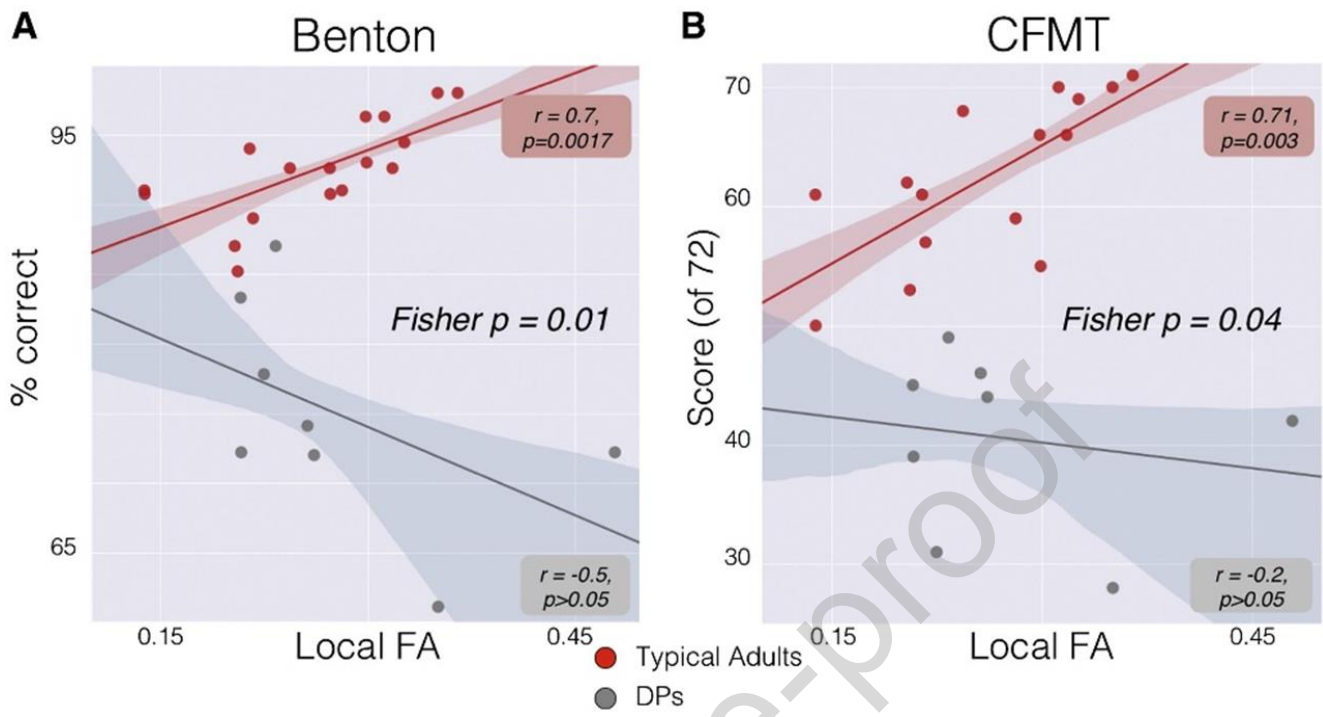 A
Benton
95
65
% correct
r = 0.7,
p=0.0017
Fisher p = 0.01
r = -0.5,
p>0.05
0.15
Local FA
0.45
B
CFMT
70
60
40
30
Score (of 72)
r = 0.71,
p=0.003
Fisher p = 0.04
r = -0.2,
p>0.05
0.15
Local FA
0.45
Typical Adults
DPs
e-proof